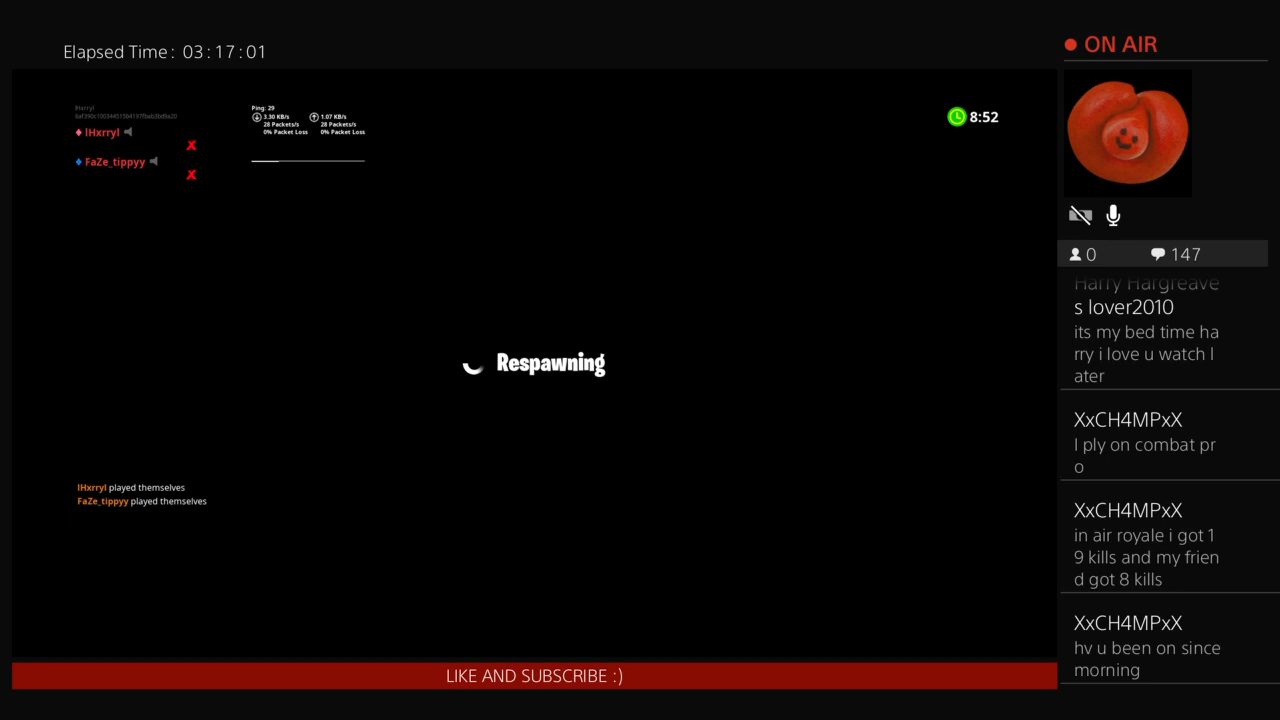 Elapsed Time: 03:17:01
ON AIR
lHxrryl
Ping: 29
3.30 KB/s
1.07 KB/s
28 Packets/s
28 Packets/s
0% Packet Loss
0% Packet Loss
lHxrryl
X
FaZe_tippyy
X
8:52
0
147
Harry Hargreave
s lover2010
its my bed time ha
rry i love u watch l
ater
XxCH4MPxX
I ply on combat pr
o
XxCH4MPxX
in air royale i got 1
9 kills and my frien
d got 8 kills
XxCH4MPxX
hv u been on since
morning
Respawning
lHxrryl played themselves
FaZe_tippyy played themselves
LIKE AND SUBSCRIBE :)